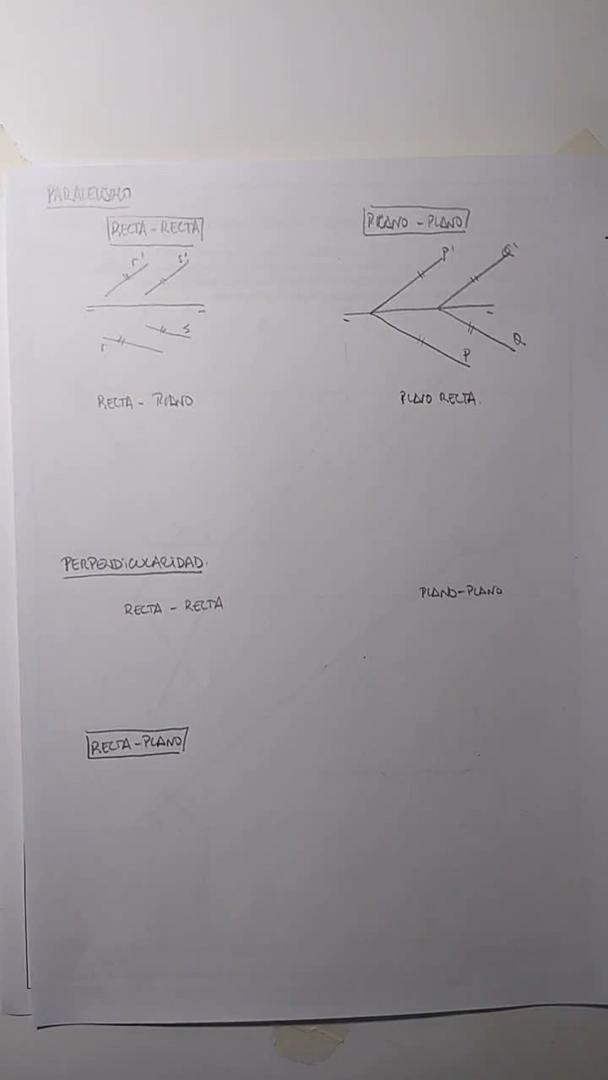 PARALELISMO
RECTA-RECTA
PLANO-PLANO
r' s'
r s
P' Q'
P Q
RECTA - PLANO
PLANO RECTA.
PERPENDICULARIDAD.
RECTA - RECTA
PLANO-PLANO
RECTA-PLANO